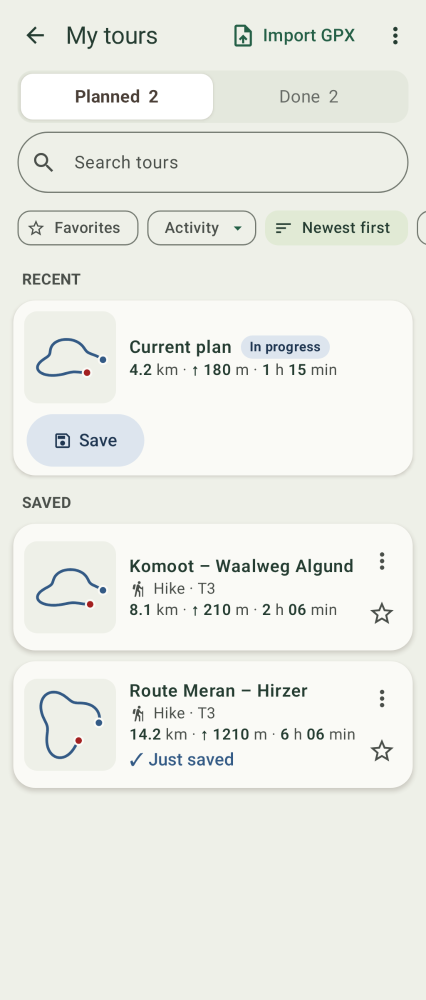 My tours
Import GPX
Planned 2
Done 2
Search tours
Favorites
Activity
Newest first
RECENT
Current plan
In progress
4.2 km · ↑ 180 m · 1 h 15 min
Save
SAVED
Komoot – Waalweg Algund
Hike · T3
8.1 km · ↑ 210 m · 2 h 06 min
Route Meran – Hirzer
Hike · T3
14.2 km · ↑ 1210 m · 6 h 06 min
✓ Just saved